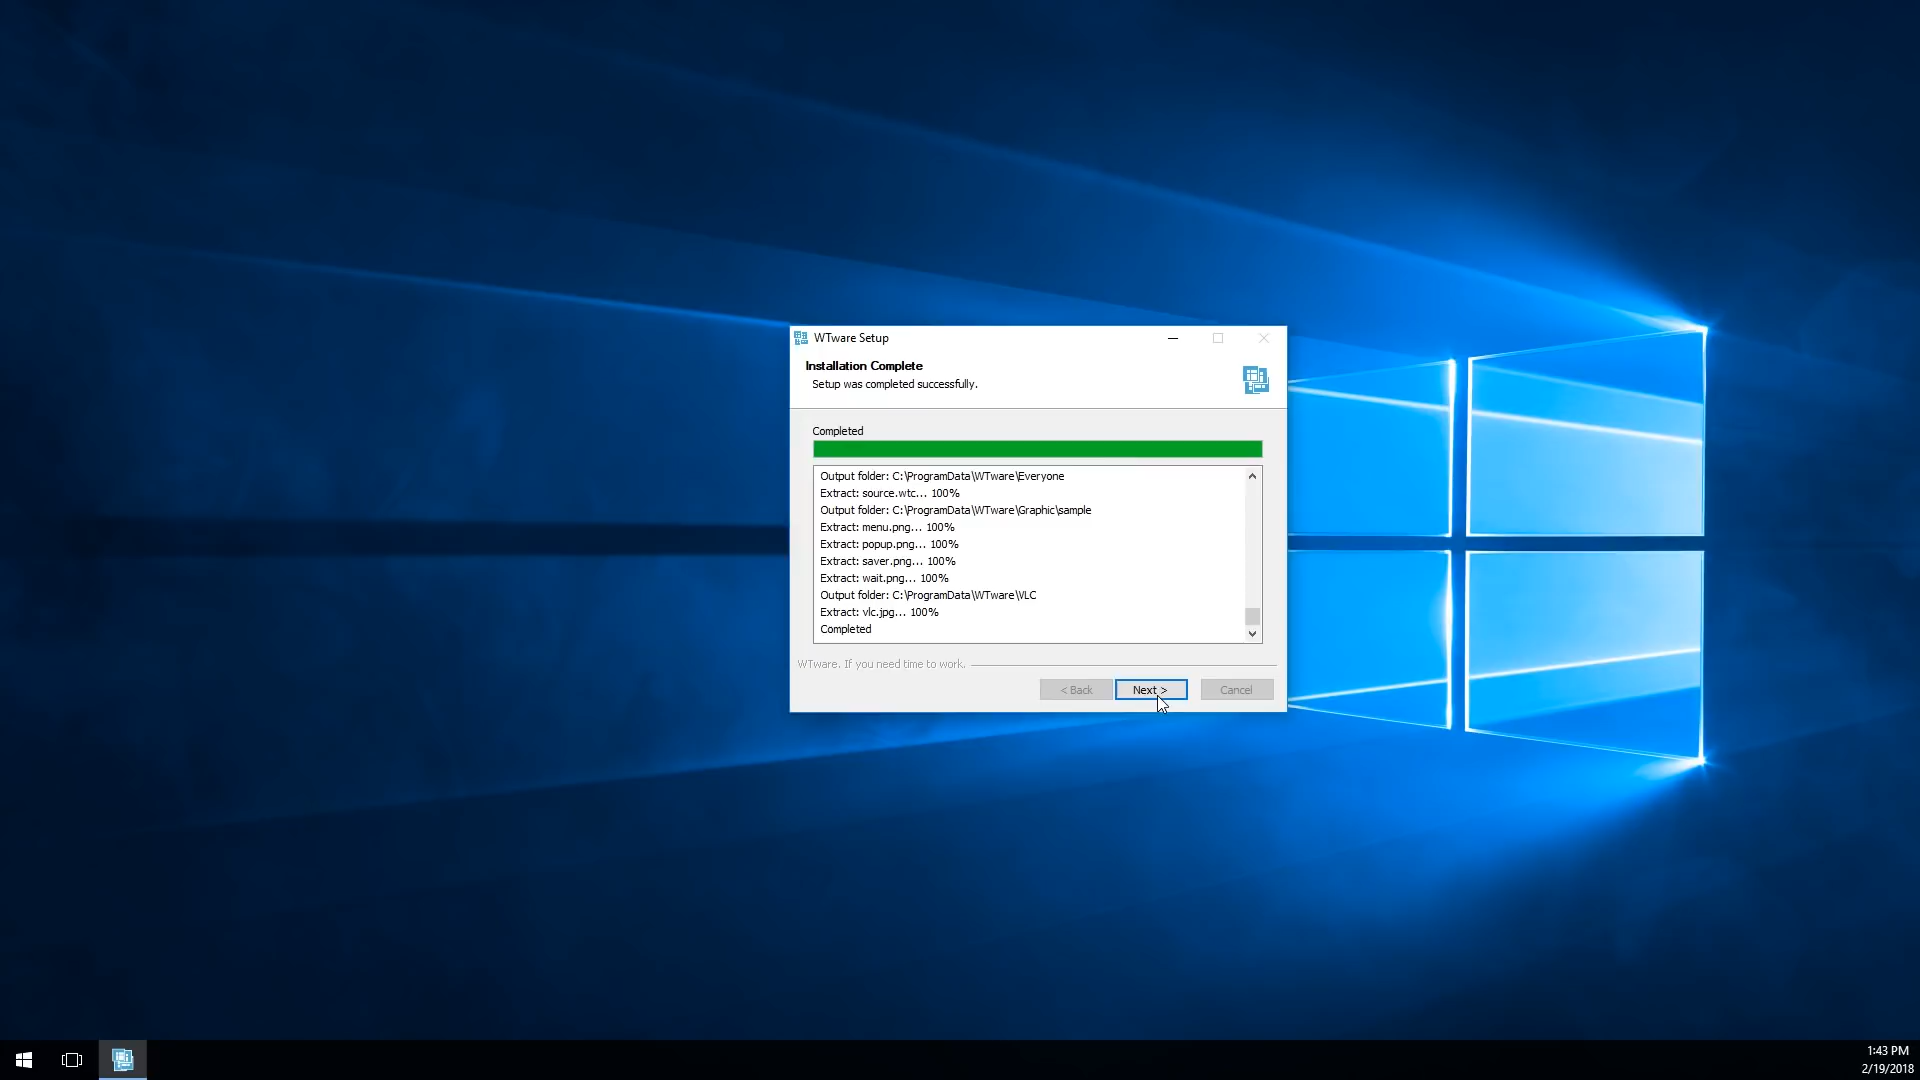 WTware Setup
Installation Complete
Setup was completed successfully.
Completed
Output folder: C:\ProgramData\WTware\Everyone
Extract: source.wtc... 100%
Output folder: C:\ProgramData\WTware\Graphic\sample
Extract: menu.png... 100%
Extract: popup.png... 100%
Extract: saver.png... 100%
Extract: wait.png... 100%
Output folder: C:\ProgramData\WTware\VLC
Extract: vlc.jpg... 100%
Completed
WTware. If you need time to work.
< Back Next > Cancel
1:43 PM
2/19/2018